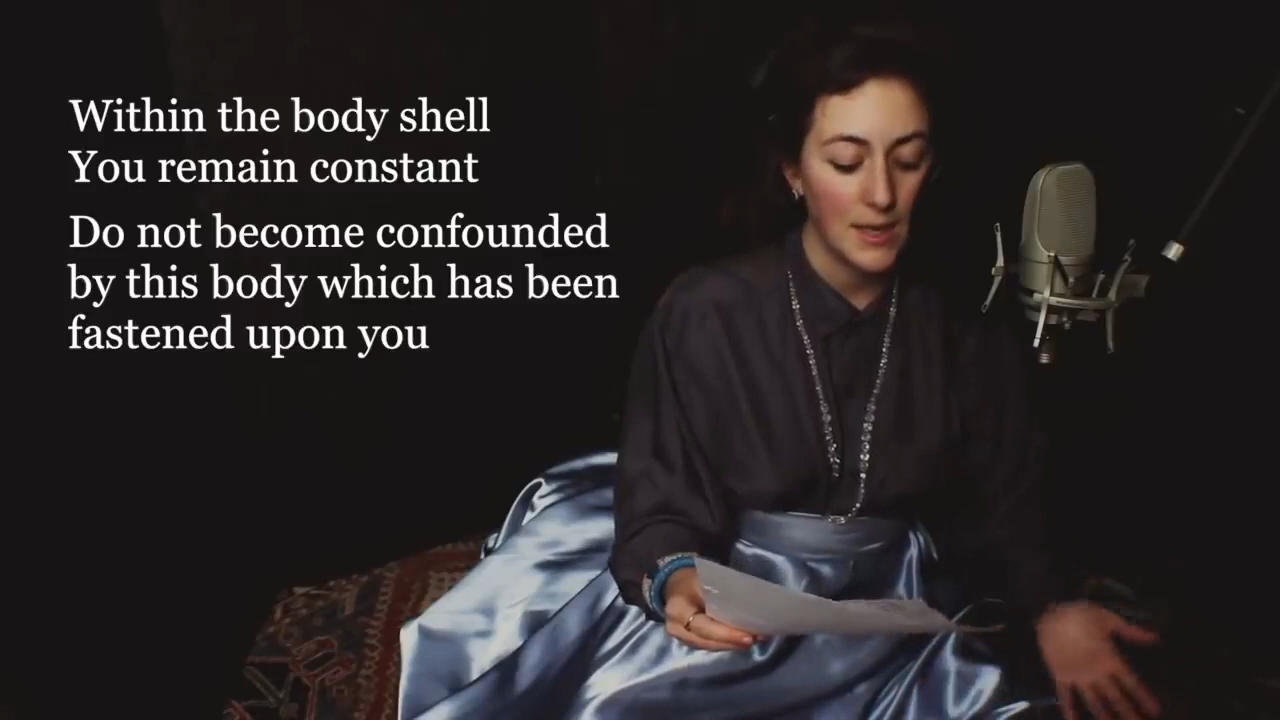 Within the body shell
You remain constant
Do not become confounded
by this body which has been
fastened upon you